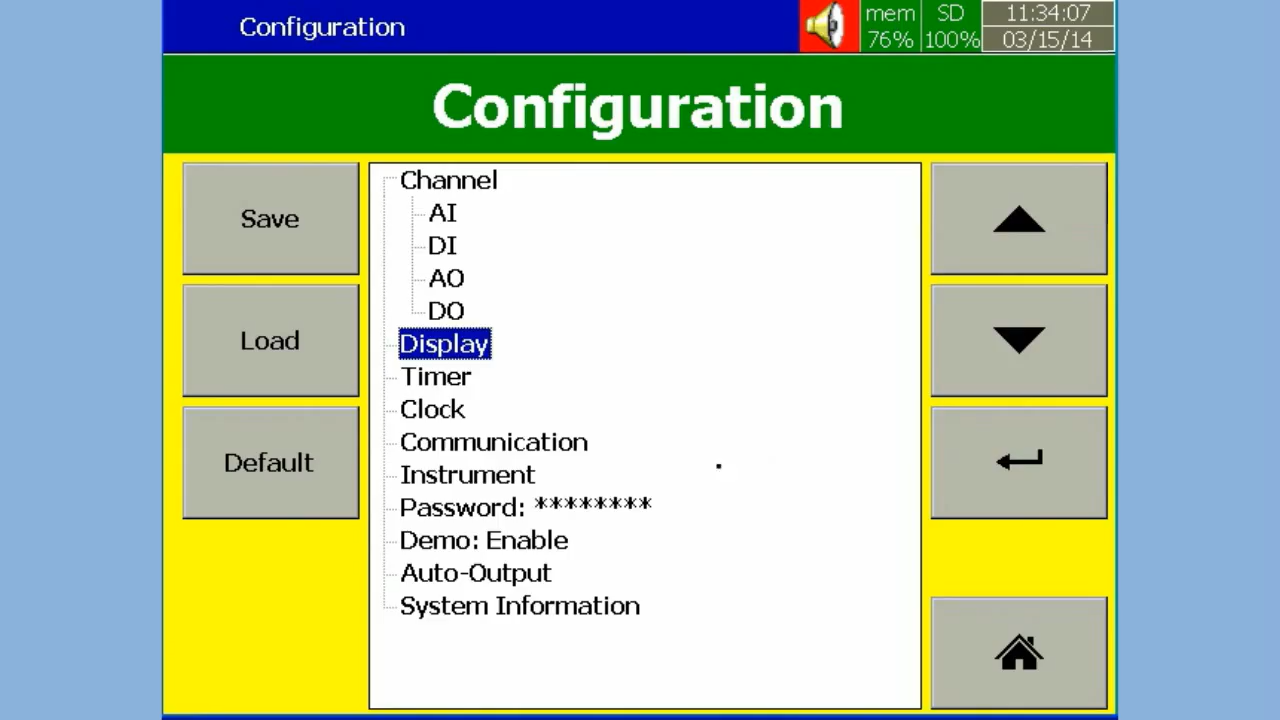 Configuration
mem
76%
SD
100%
11:34:07
03/15/14
Configuration
Save
Load
Default
Channel
AI
DI
AO
DO
Display
Timer
Clock
Communication
Instrument
Password: ********
Demo: Enable
Auto-Output
System Information